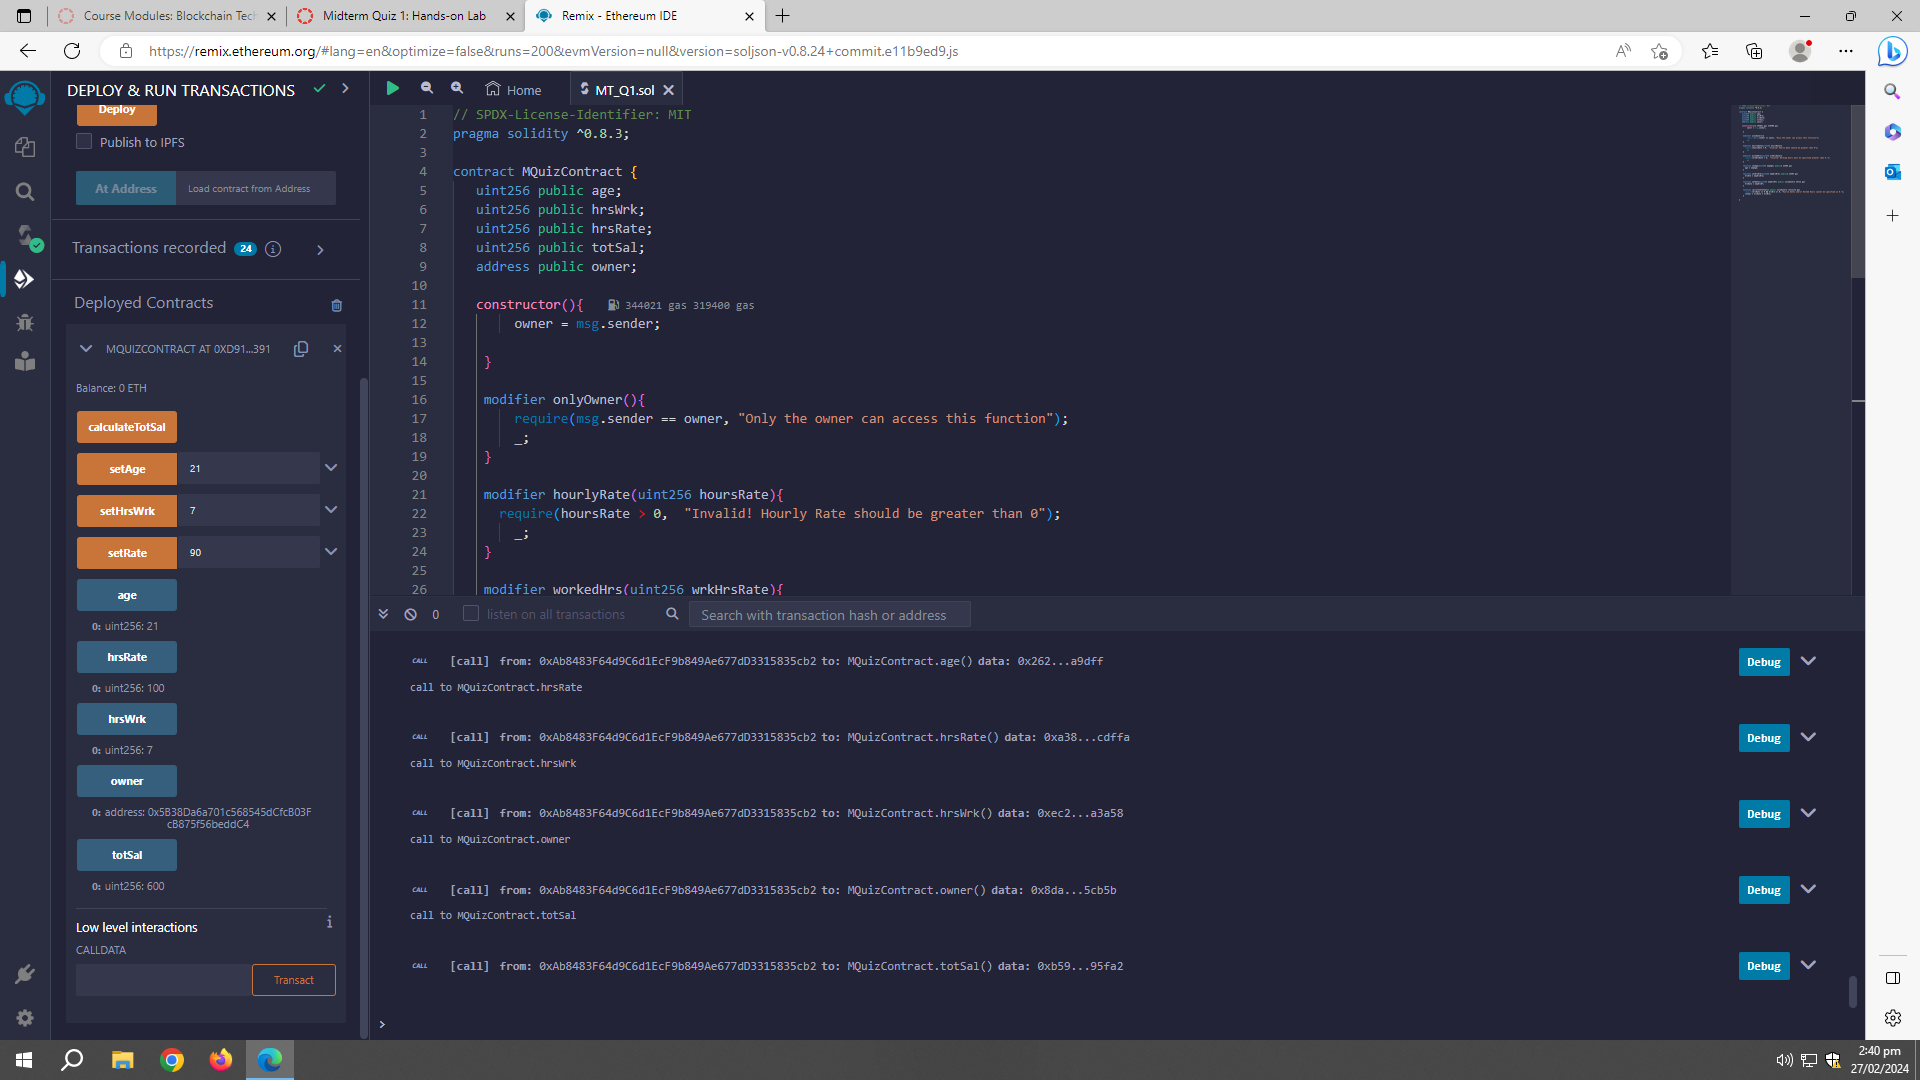 Course Modules: Blockchain Tech
Midterm Quiz 1: Hands-on Lab
Remix - Ethereum IDE
https://remix.ethereum.org/#lang=en&optimize=false&runs=200&evmVersion=null&version=soljson-v0.8.24+commit.e11b9ed9.js
DEPLOY & RUN TRANSACTIONS
Deploy
Publish to IPFS
At Address
Load contract from Address
Transactions recorded 24
Deployed Contracts
MQUIZCONTRACT AT 0XD91...391
Balance: 0 ETH
calculateTotSal
setAge 21
setHrsWrk 7
setRate 90
age
0: uint256: 21
hrsRate
0: uint256: 100
hrsWrk
0: uint256: 7
owner
0: address: 0x5B38Da6a701c568545dCfcB03F
cB875f56beddC4
totSal
0: uint256: 600
Low level interactions
CALLDATA
Transact
Home
MT_Q1.sol
1 // SPDX-License-Identifier: MIT
2 pragma solidity ^0.8.3;
3
4 contract MQuizContract {
5 uint256 public age;
6 uint256 public hrsWrk;
7 uint256 public hrsRate;
8 uint256 public totSal;
9 address public owner;
10
11 constructor(){ 344021 gas 319400 gas
12 owner = msg.sender;
13
14 }
15
16 modifier onlyOwner(){
17 require(msg.sender == owner, "Only the owner can access this function");
18 _;
19 }
20
21 modifier hourlyRate(uint256 hoursRate){
22 require(hoursRate > 0, "Invalid! Hourly Rate should be greater than 0");
23 _;
24 }
25
26 modifier workedHrs(uint256 wrkHrsRate){
0
listen on all transactions
Search with transaction hash or address
CALL [call] from: 0xAb8483F64d9C6d1EcF9b849Ae677dD3315835cb2 to: MQuizContract.age() data: 0x262...a9dff
Debug
call to MQuizContract.hrsRate
CALL [call] from: 0xAb8483F64d9C6d1EcF9b849Ae677dD3315835cb2 to: MQuizContract.hrsRate() data: 0xa38...cdffa
Debug
call to MQuizContract.hrsWrk
CALL [call] from: 0xAb8483F64d9C6d1EcF9b849Ae677dD3315835cb2 to: MQuizContract.hrsWrk() data: 0xec2...a3a58
Debug
call to MQuizContract.owner
CALL [call] from: 0xAb8483F64d9C6d1EcF9b849Ae677dD3315835cb2 to: MQuizContract.owner() data: 0x8da...5cb5b
Debug
call to MQuizContract.totSal
CALL [call] from: 0xAb8483F64d9C6d1EcF9b849Ae677dD3315835cb2 to: MQuizContract.totSal() data: 0xb59...95fa2
Debug
>
2:40 pm
27/02/2024